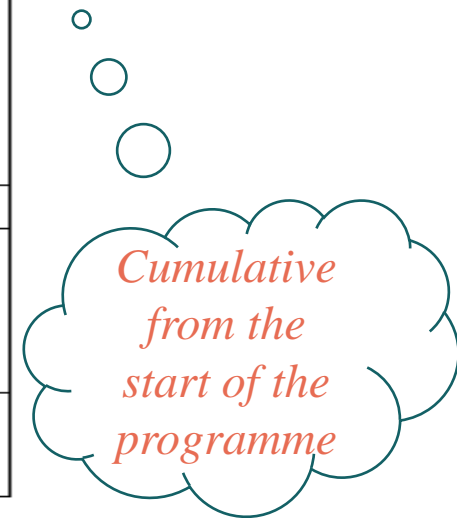 Cumulative
from the
start of the
programme